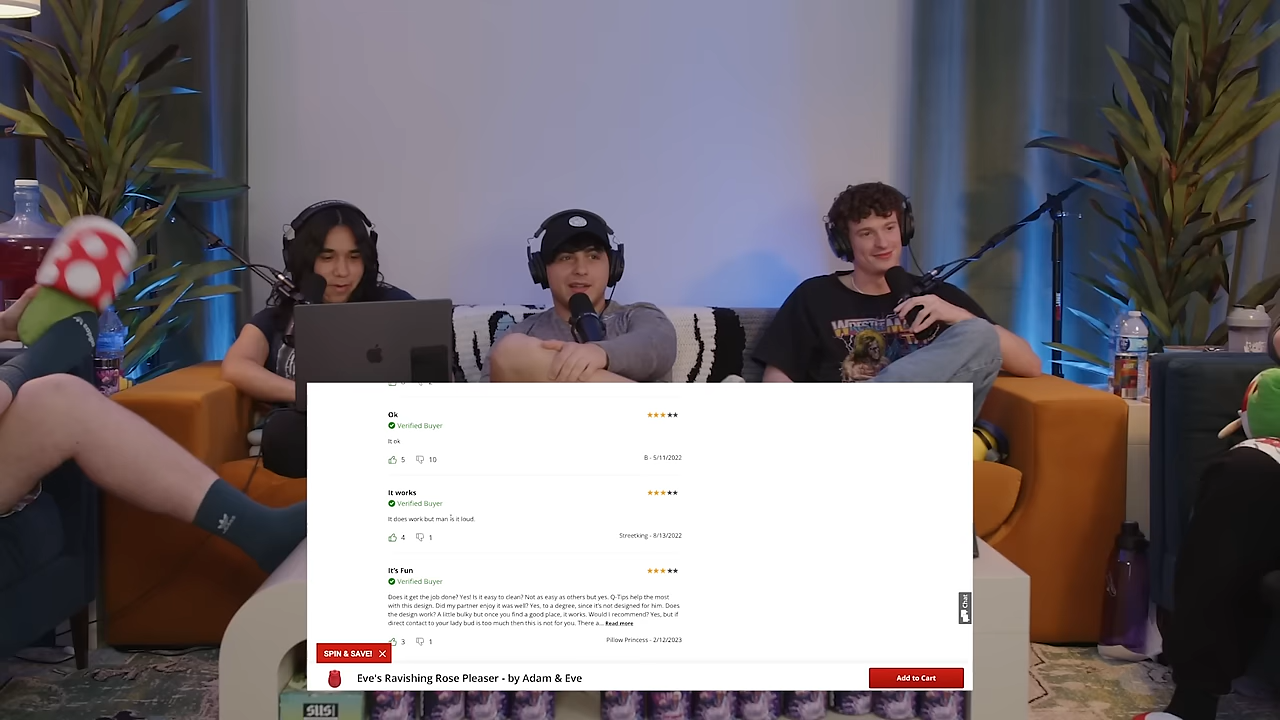 WRESTLEM
Ok
Verified Buyer
It ok
5 10
B - 5/11/2022
It works
Verified Buyer
It does work but man is it loud.
4 1
Streetking - 8/13/2022
It's Fun
Verified Buyer
Does it get the job done? Yes! Is it easy to clean? Not as easy as others but yes. Q-Tips help the most
with this design. Did my partner enjoy it was well? Yes, to a degree, since it's not designed for him. Does
the design work? A little bulky but once you find a good place, it works. Would I recommend? Yes, but if
direct contact to your lady bud is too much then this is not for you. There a... Read more
3 1
Pillow Princess - 2/12/2023
Chat
SPIN & SAVE!
Eve's Ravishing Rose Pleaser - by Adam & Eve
Add to Cart
SUS!